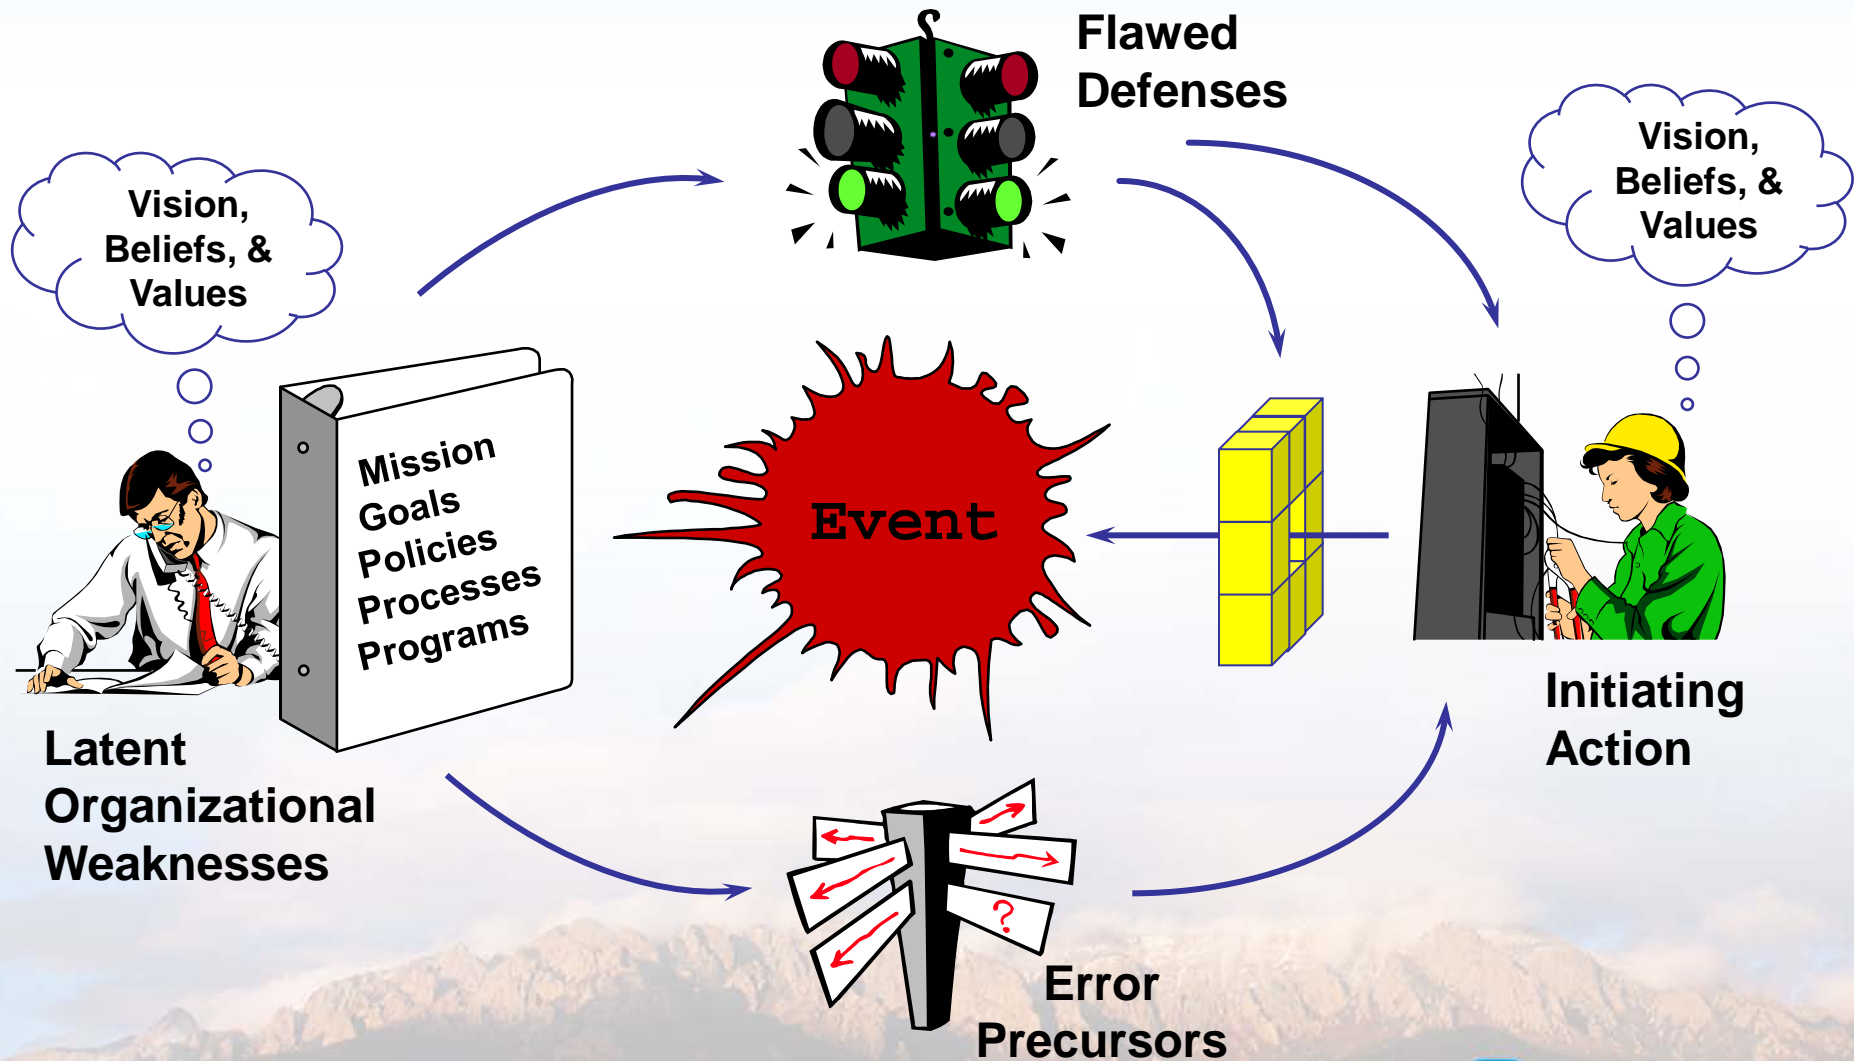 Flawed
Defenses
Vision,
Beliefs, &
Values
Vision,
Beliefs, &
Values
Mission
Goals
Policies
Processes
Programs
Event
Latent
Organizational
Weaknesses
Initiating
Action
?
Error
Precursors